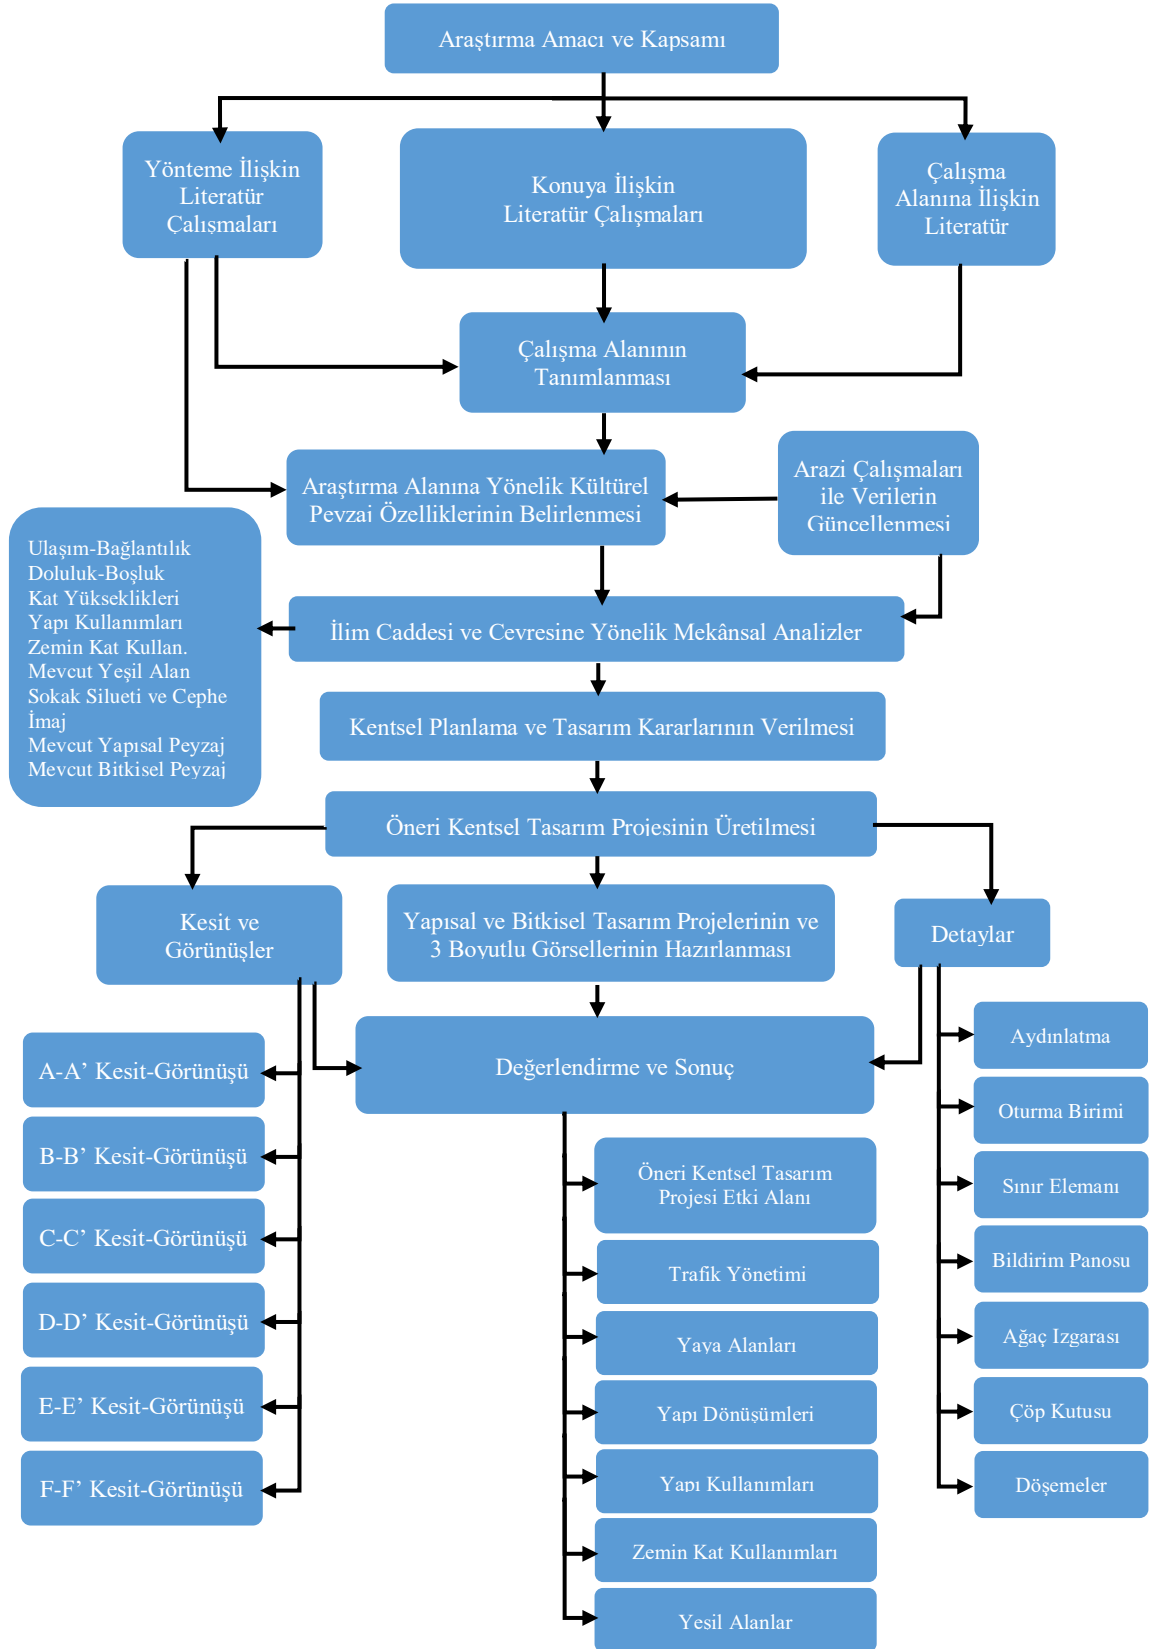 Araştırma Amacı ve Kapsamı
Yönteme İlişkin
Literatür
Çalışmaları
Konuya İlişkin
Literatür Çalışmaları
Çalışma
Alanına İlişkin
Literatür
Çalışma Alanının
Tanımlanması
Araştırma Alanına Yönelik Kültürel
Peyzaj Özelliklerinin Belirlenmesi
Arazi Çalışmaları
ile Verilerin
Güncellenmesi
Ulaşım-Bağlantılık
Doluluk-Boşluk
Kat Yükseklikleri
Yapı Kullanımları
Zemin Kat Kullan.
Mevcut Yeşil Alan
Sokak Silueti ve Cephe
İmaj
Mevcut Yapısal Peyzaj
Mevcut Bitkisel Peyzaj
İlim Caddesi ve Çevresine Yönelik Mekânsal Analizler
Kentsel Planlama ve Tasarım Kararlarının Verilmesi
Öneri Kentsel Tasarım Projesinin Üretilmesi
Kesit ve
Görünüşler
Yapısal ve Bitkisel Tasarım Projelerinin ve
3 Boyutlu Görsellerinin Hazırlanması
Detaylar
Değerlendirme ve Sonuç
A-A’ Kesit-Görünüşü
B-B’ Kesit-Görünüşü
C-C’ Kesit-Görünüşü
D-D’ Kesit-Görünüşü
E-E’ Kesit-Görünüşü
F-F’ Kesit-Görünüşü
Öneri Kentsel Tasarım
Projesi Etki Alanı
Trafik Yönetimi
Yaya Alanları
Yapı Dönüşümleri
Yapı Kullanımları
Zemin Kat Kullanımları
Yeşil Alanlar
Aydınlatma
Oturma Birimi
Sınır Elemanı
Bildirim Panosu
Ağaç Izgarası
Çöp Kutusu
Döşemeler